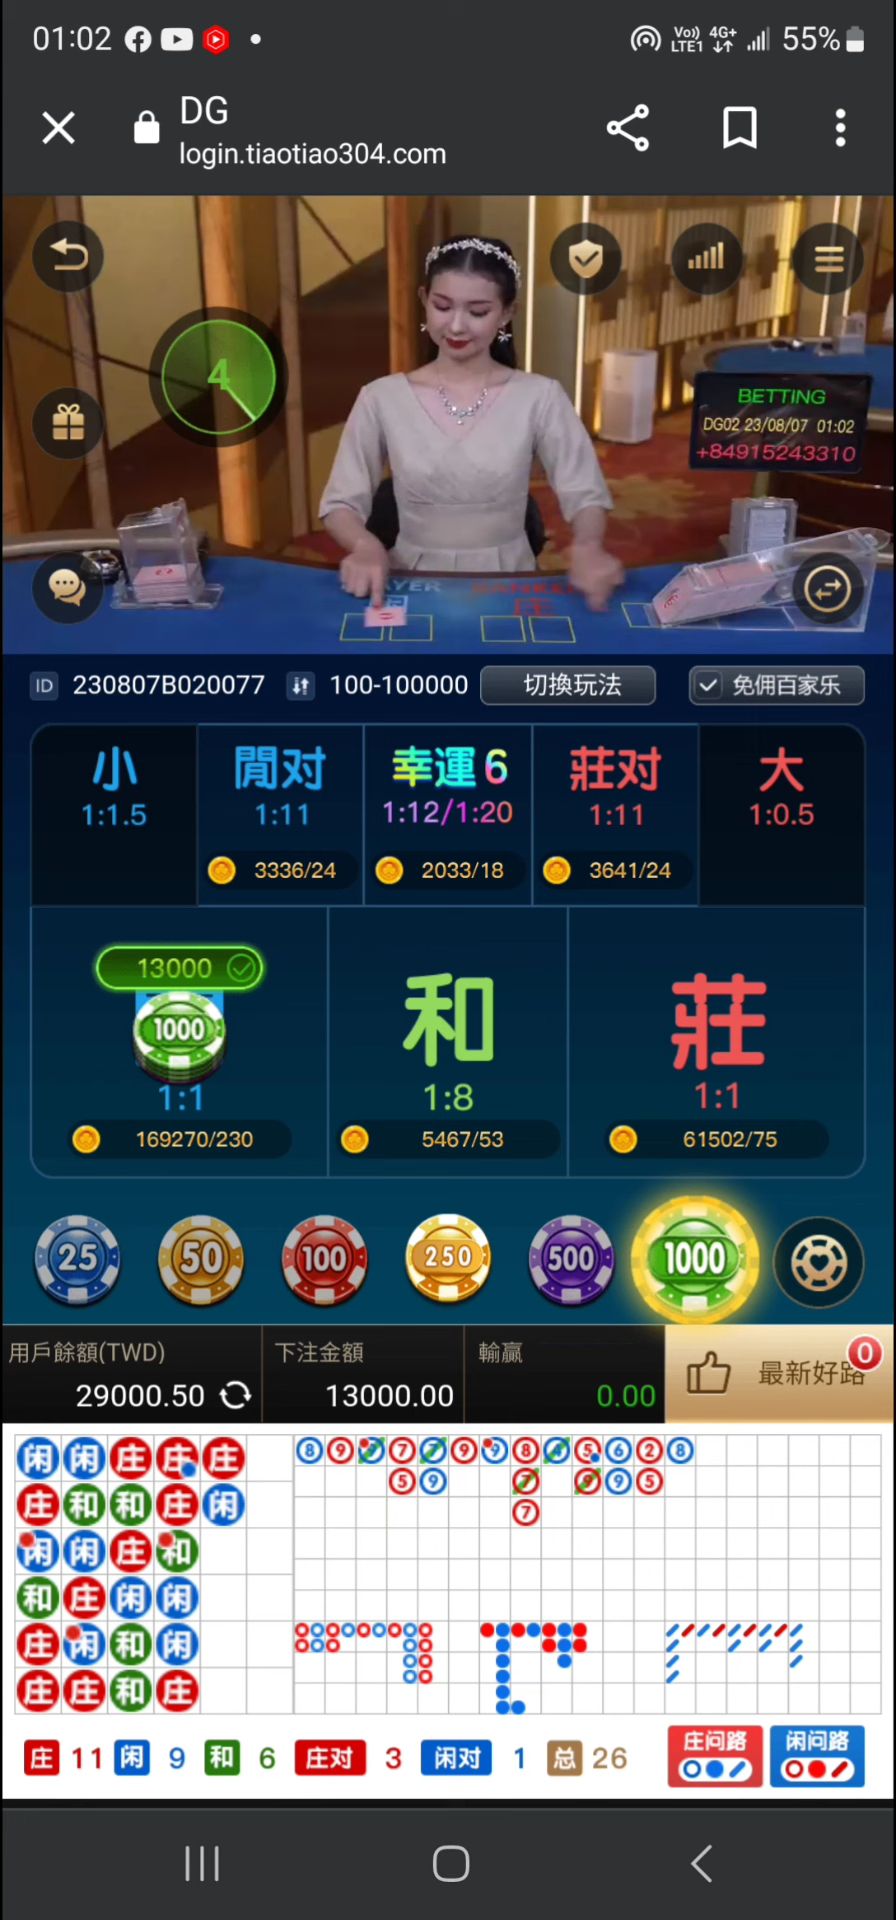 01:02
Vo)) LTE1 4G+ 55%
DG
login.tiaotiao304.com
4
BETTING
DG02 23/08/07 01:02
+84915243310
ID 230807B020077 100-100000 切換玩法 免佣百家乐
小 閒对 幸運6 莊对 大
1:1.5 1:11 1:12/1:20 1:11 1:0.5
3336/24 2033/18 3641/24
13000
1000 和 莊
1:1 1:8 1:1
169270/230 5467/53 61502/75
25 50 100 250 500 1000
用戶餘額(TWD) 下注金額 輸贏 0
29000.50 13000.00 0.00 最新好路
闲 闲 庄 庄 庄
庄 和 和 庄 闲
闲 闲 庄 和
和 庄 闲 闲
庄 闲 和 闲
庄 庄 和 庄
庄 11 闲 9 和 6 庄对 3 闲对 1 总 26 庄问路 闲问路